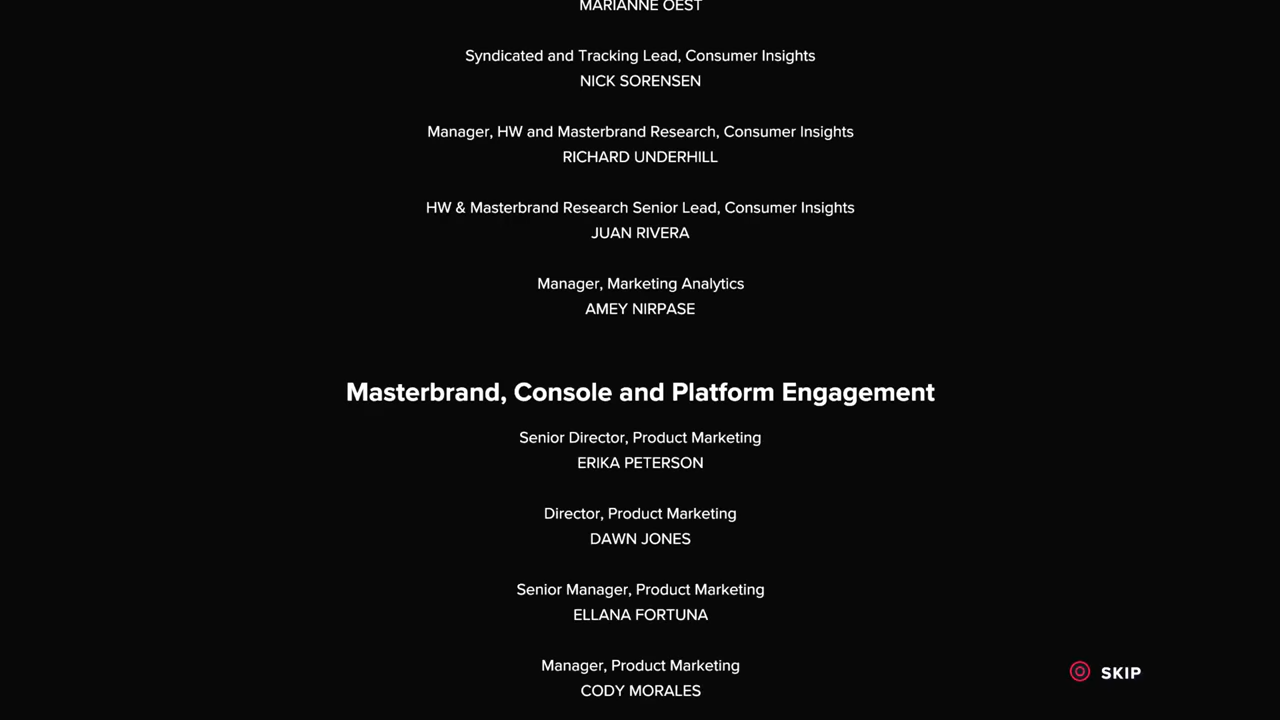 MARIANNE OEST
Syndicated and Tracking Lead, Consumer Insights
NICK SORENSEN
Manager, HW and Masterbrand Research, Consumer Insights
RICHARD UNDERHILL
HW & Masterbrand Research Senior Lead, Consumer Insights
JUAN RIVERA
Manager, Marketing Analytics
AMEY NIRPASE
Masterbrand, Console and Platform Engagement
Senior Director, Product Marketing
ERIKA PETERSON
Director, Product Marketing
DAWN JONES
Senior Manager, Product Marketing
ELLANA FORTUNA
Manager, Product Marketing
CODY MORALES
SKIP